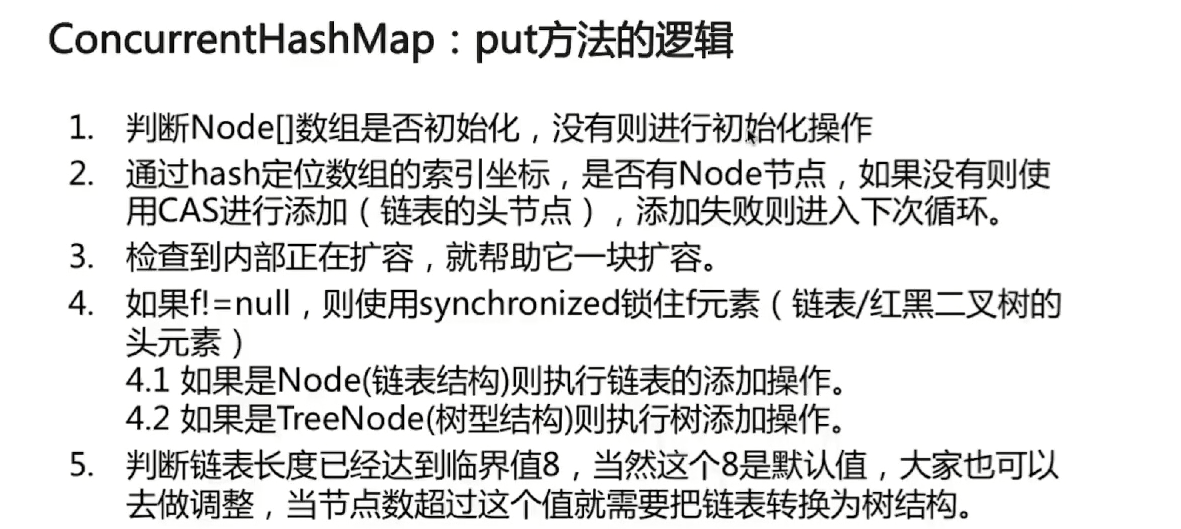 ConcurrentHashMap：put方法的逻辑
1. 判断Node[]数组是否初始化，没有则进行初始化操作
2. 通过hash定位数组的索引坐标，是否有Node节点，如果没有则使
用CAS进行添加（链表的头节点），添加失败则进入下次循环。
3. 检查到内部正在扩容，就帮助它一块扩容。
4. 如果f!=null，则使用synchronized锁住f元素（链表/红黑二叉树的
头元素）
4.1 如果是Node(链表结构)则执行链表的添加操作。
4.2 如果是TreeNode(树型结构)则执行树添加操作。
5. 判断链表长度已经达到临界值8，当然这个8是默认值，大家也可以
去做调整，当节点数超过这个值就需要把链表转换为树结构。